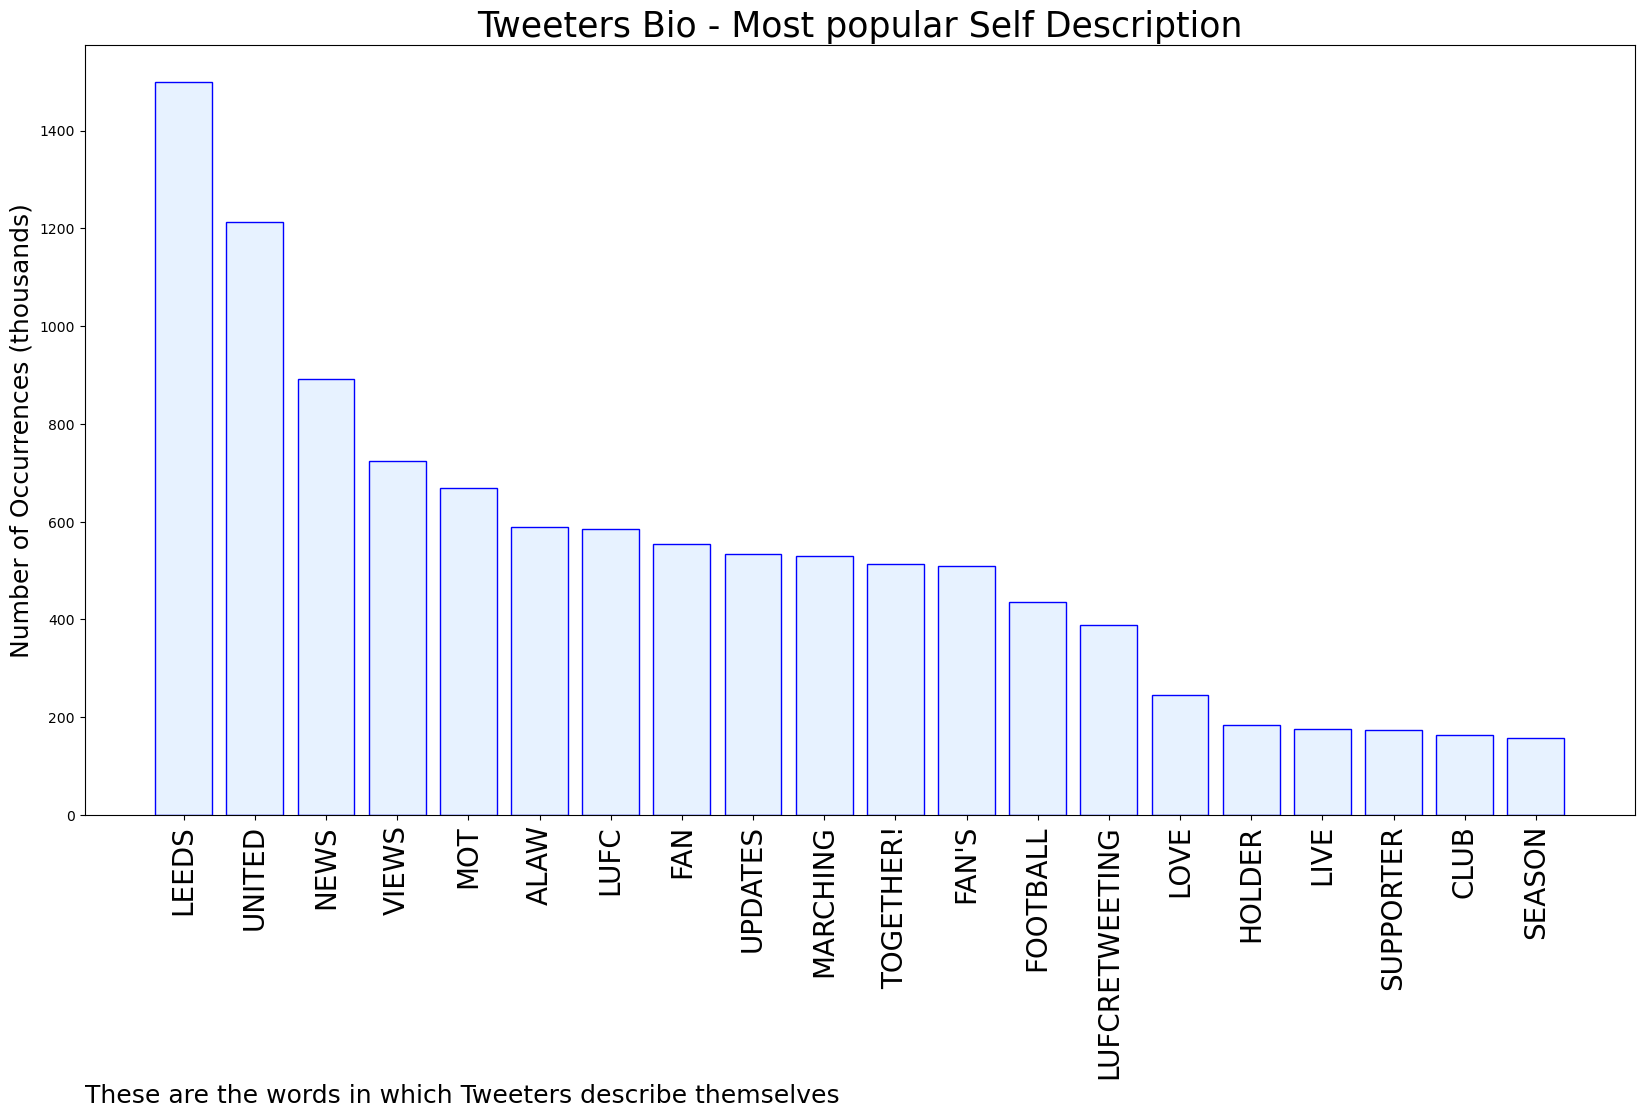 Tweeters Bio - Most popular Self Description
Number of Occurrences (thousands)
1400
1200
1000
800
600
400
200
0
LEEDS
UNITED
NEWS
VIEWS
MOT
ALAW
LUFC
FAN
UPDATES
MARCHING
TOGETHER!
FAN'S
FOOTBALL
LUFCRETWEETING
LOVE
HOLDER
LIVE
SUPPORTER
CLUB
SEASON
These are the words in which Tweeters describe themselves